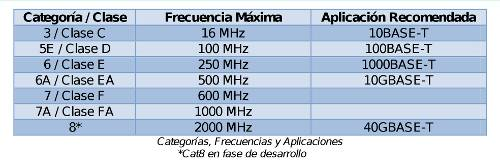 Categoría / Clase Frecuencia Máxima Aplicación Recomendada
3 / Clase C 16 MHz 10BASE-T
5E / Clase D 100 MHz 100BASE-T
6 / Clase E 250 MHz 1000BASE-T
6A / Clase EA 500 MHz 10GBASE-T
7 / Clase F 600 MHz
7A / Clase FA 1000 MHz
8* 2000 MHz 40GBASE-T
Categorías, Frecuencias y Aplicaciones
*Cat8 en fase de desarrollo